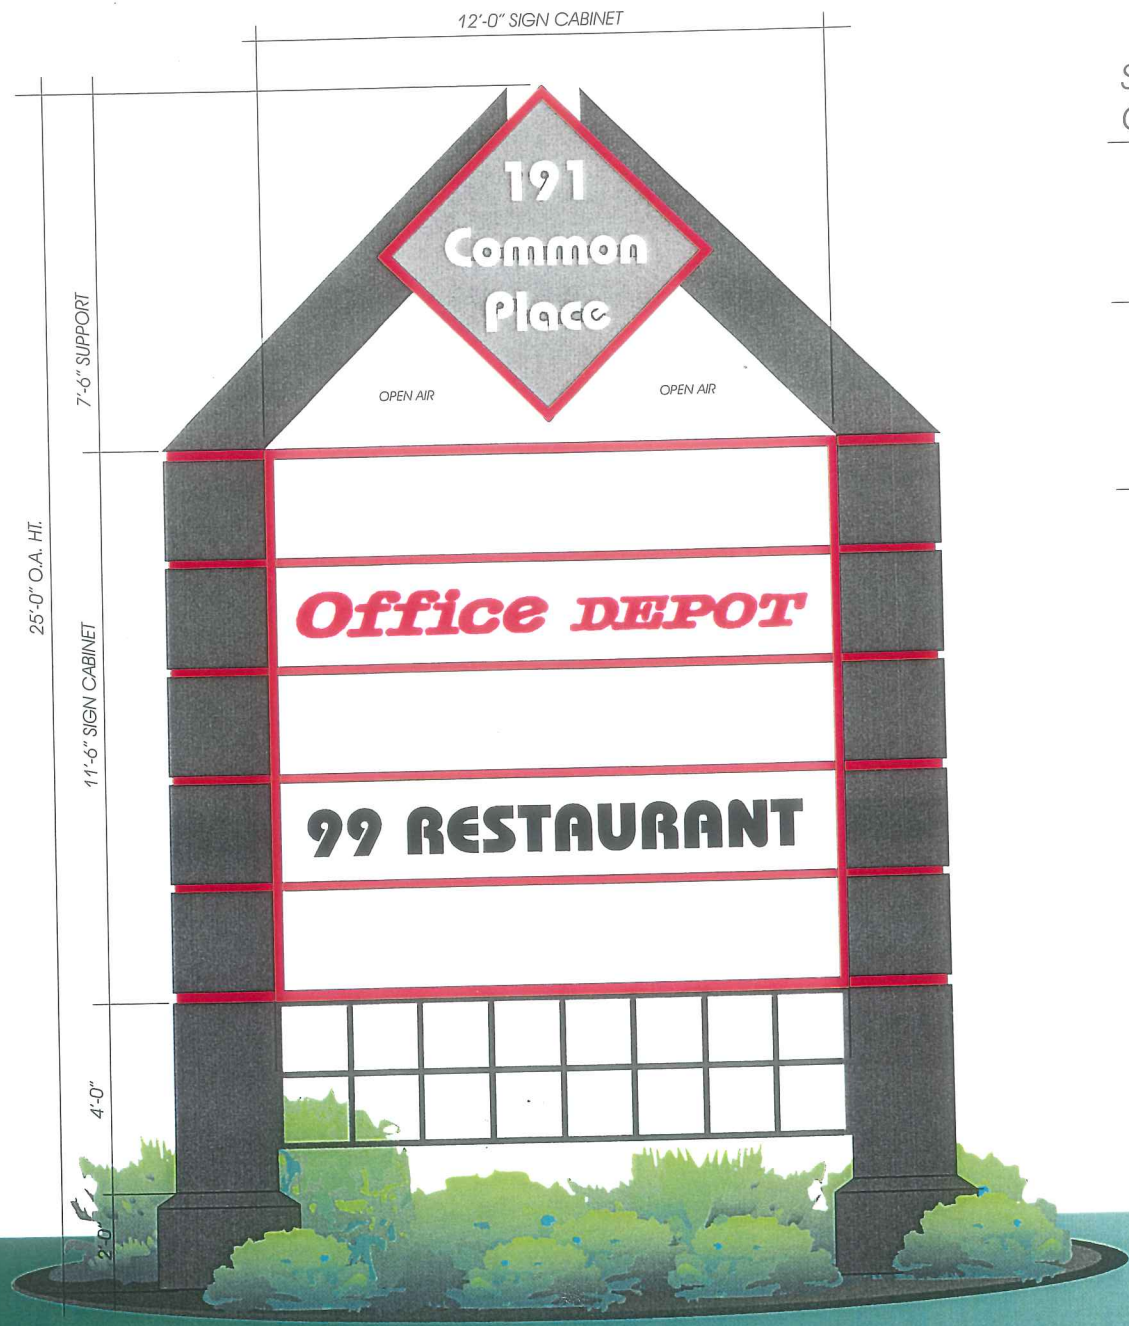 12'-0" SIGN CABINET
S
191
Common
Place
7'-6" SUPPORT
OPEN AIR
OPEN AIR
25'-0" O.A. HT.
Office DEPOT
11'-6" SIGN CABINET
99 RESTAURANT
4'-0"
2'-0"